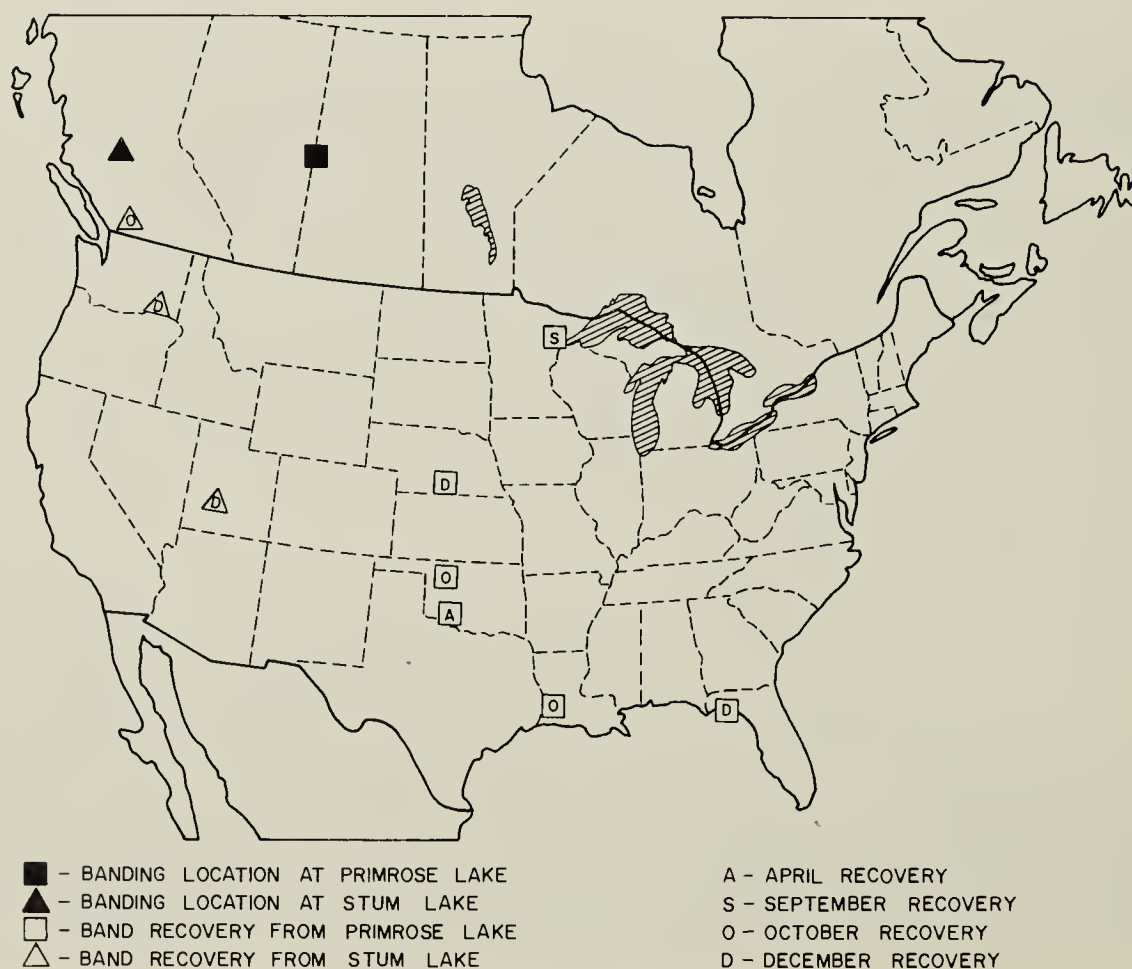 O
D
S
D
D
O
A
O
D
■ - BANDING LOCATION AT PRIMROSE LAKE
▲ - BANDING LOCATION AT STUM LAKE
□ - BAND RECOVERY FROM PRIMROSE LAKE
△ - BAND RECOVERY FROM STUM LAKE
A - APRIL RECOVERY
S - SEPTEMBER RECOVERY
O - OCTOBER RECOVERY
D - DECEMBER RECOVERY